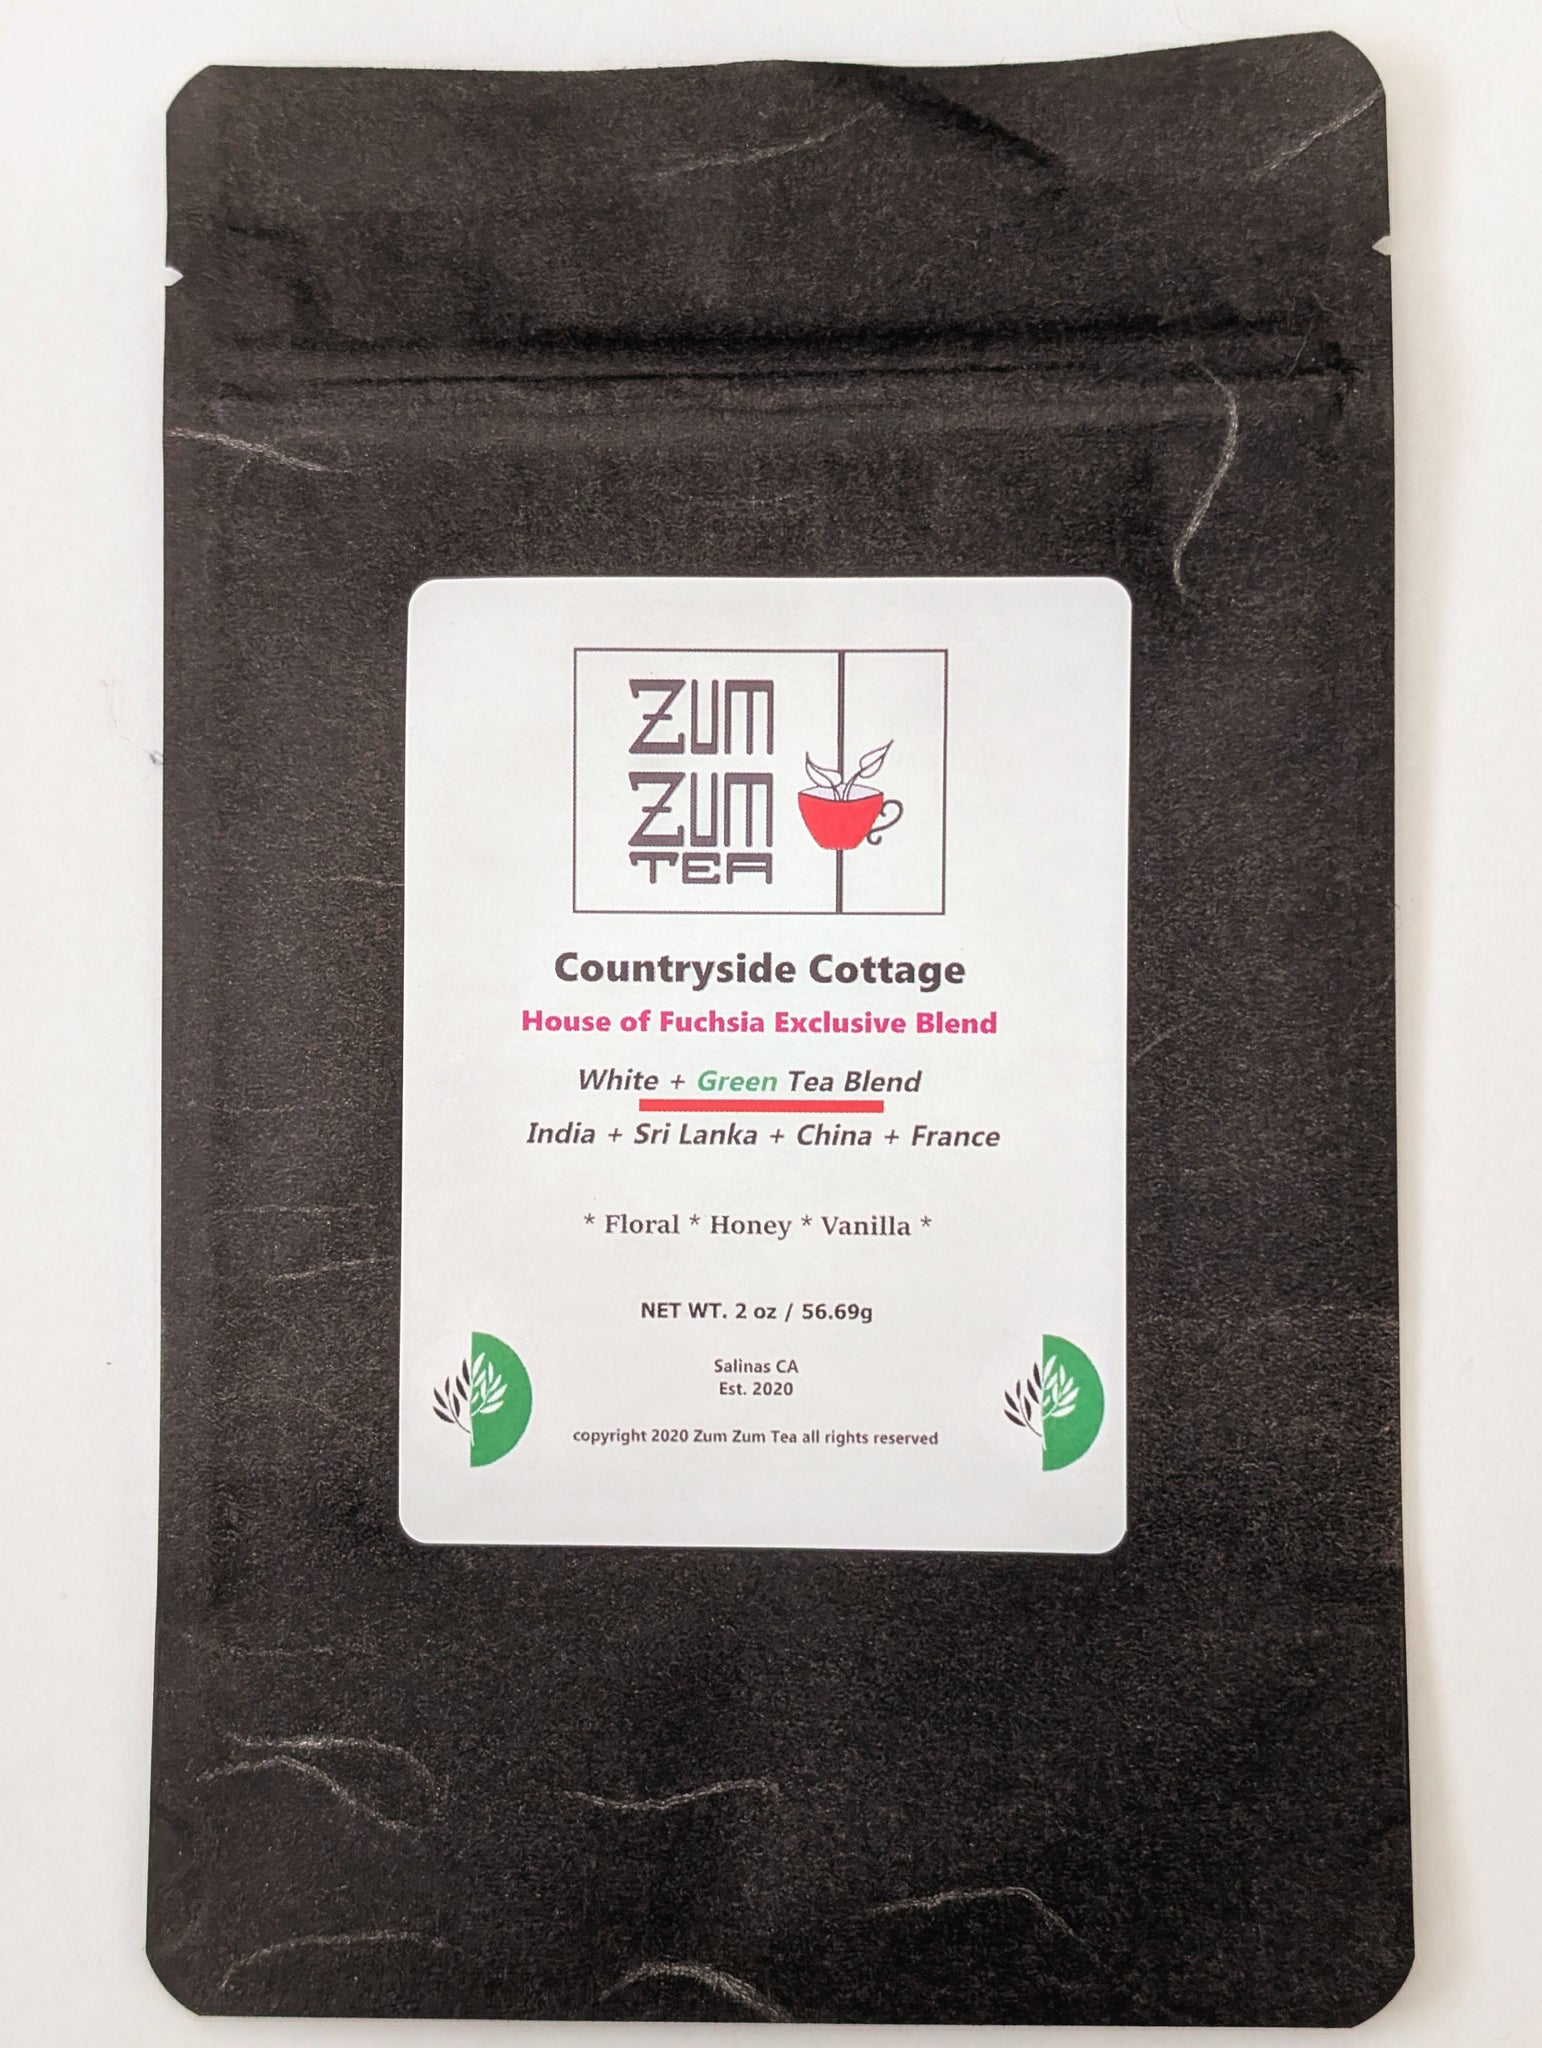 ZUM
ZUM
TEA
Countryside Cottage
House of Fuchsia Exclusive Blend
White + Green Tea Blend
India + Sri Lanka + China + France
* Floral * Honey * Vanilla *
NET WT. 2 oz / 56.69g
Salinas CA
Est. 2020
copyright 2020 Zum Zum Tea all rights reserved